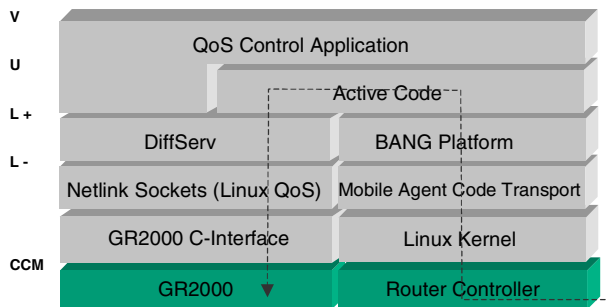 V
QoS Control Application
U
Active Code
L +
DiffServ
BANG Platform
L -
Netlink Sockets (Linux QoS)
Mobile Agent Code Transport
GR2000 C-Interface
Linux Kernel
CCM
GR2000
Router Controller